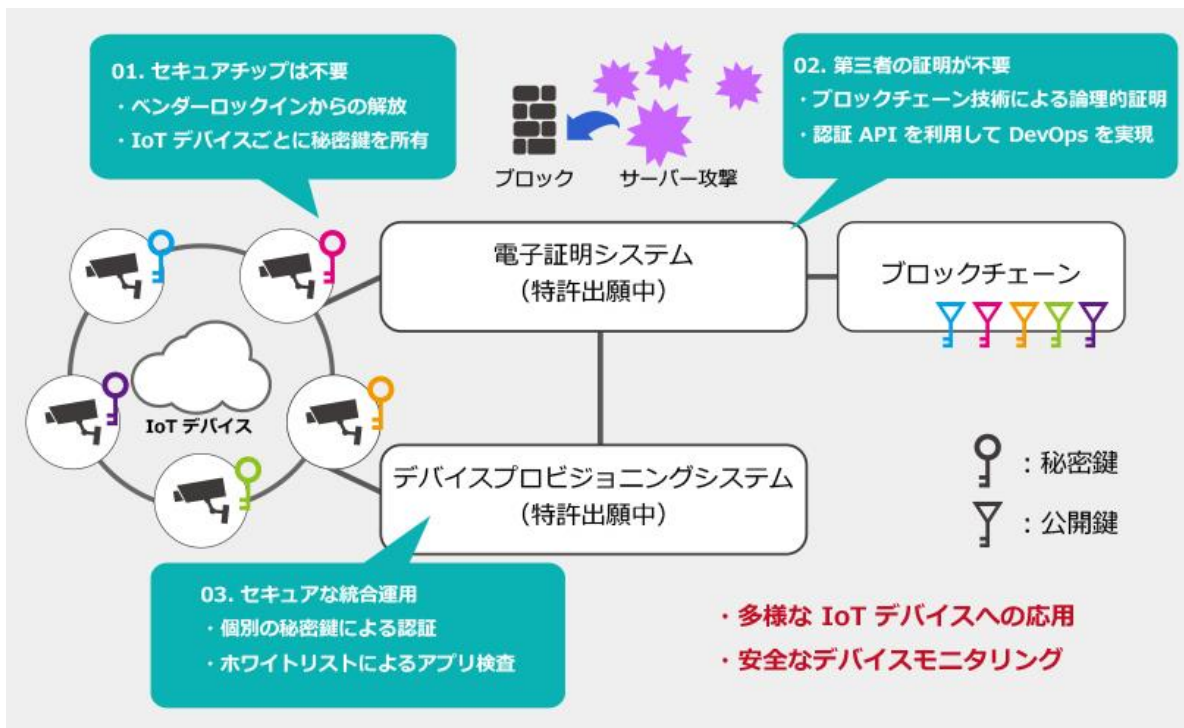 01. セキュアチップは不要
・ベンダーロックインからの解放
・IoT デバイスごとに秘密鍵を所有
ブロック
サーバー攻撃
02. 第三者の証明が不要
・ブロックチェーン技術による論理的証明
・認証 API を利用して DevOps を実現
電子証明システム
（特許出願中）
ブロックチェーン
IoT デバイス
デバイスプロビジョニングシステム
（特許出願中）
：秘密鍵
：公開鍵
03. セキュアな統合運用
・個別の秘密鍵による認証
・ホワイトリストによるアプリ検査
・多様な IoT デバイスへの応用
・安全なデバイスモニタリング